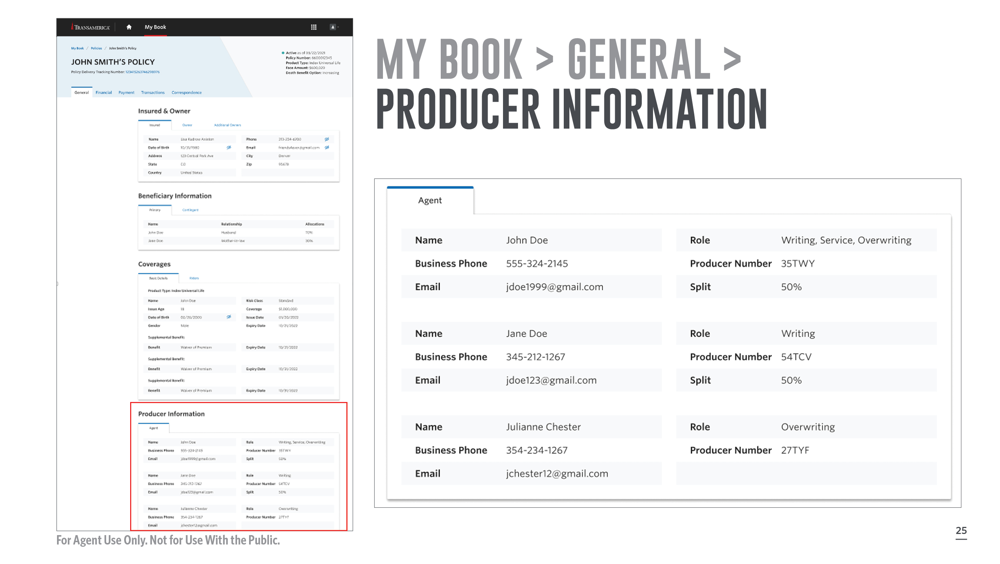 TRANSAMERICA
My Book
My Book / Policies / John Smith's Policy
JOHN SMITH'S POLICY
Policy Delivery Tracking Number: 123415263746298976
Active as of 03/22/2021
Policy Number: 6600012345
Product Type: Index Universal Life
Face Amount: $600,020
Death Benefit Option: Increasing
General Financial Payment Transactions Correspondence
Insured & Owner
Insured Owner Additional Owners
Name Lisa Kudrow Aniston Phone 213-234-6700
Date of Birth 10/31/1980 Email friends4ever@gmail.com
Address 123 Central Park Ave City Denver
State CO Zip 95678
Country United States
Beneficiary Information
Primary Contingent
Name Relationship Allocations
John Doe Husband 70%
Jane Doe Mother-in-law 30%
Coverages
Basic Details Riders
Product Type: Index Universal Life
Name John Doe Risk Class Standard
Issue Age 18 Coverage $1,000,000
Date of Birth 02/20/2000 Issue Date 01/20/2022
Gender Male Expiry Date 10/21/2022
Supplemental Benefit:
Benefit Waiver of Premium Expiry Date 10/31/2022
Supplemental Benefit:
Benefit Waiver of Premium Expiry Date 10/31/2022
Supplemental Benefit:
Benefit Waiver of Premium Expiry Date 10/31/2022
Producer Information
Agent
Name John Doe Role Writing, Service, Overwriting
Business Phone 555-324-2145 Producer Number 35TWY
Email jdoe1999@gmail.com Split 50%
Name Jane Doe Role Writing
Business Phone 345-212-1267 Producer Number 54TCV
Email jdoe123@gmail.com Split 50%
Name Julianne Chester Role Overwriting
Business Phone 354-234-1267 Producer Number 27TYF
Email jchester12@gmail.com
For Agent Use Only. Not for Use With the Public.
MY BOOK > GENERAL >
PRODUCER INFORMATION
Agent
Name John Doe Role Writing, Service, Overwriting
Business Phone 555-324-2145 Producer Number 35TWY
Email jdoe1999@gmail.com Split 50%
Name Jane Doe Role Writing
Business Phone 345-212-1267 Producer Number 54TCV
Email jdoe123@gmail.com Split 50%
Name Julianne Chester Role Overwriting
Business Phone 354-234-1267 Producer Number 27TYF
Email jchester12@gmail.com
25